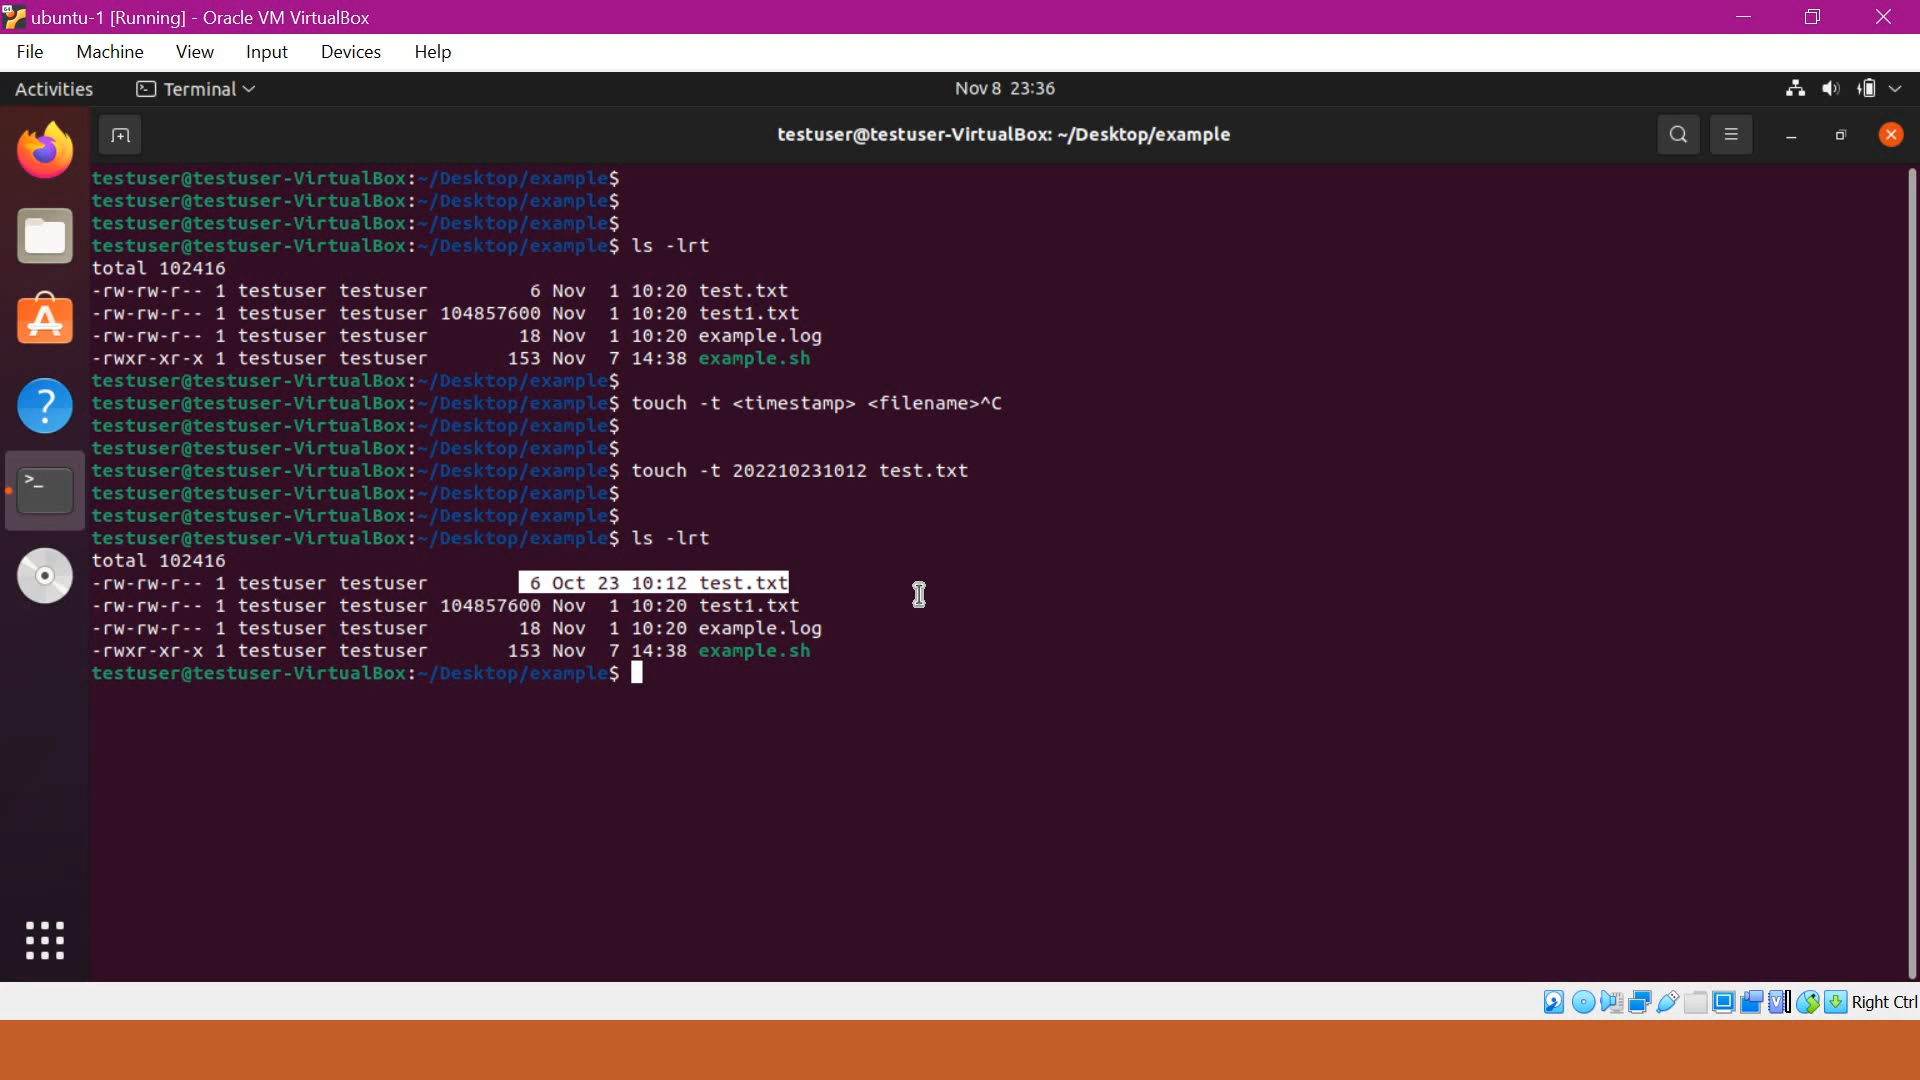 ubuntu-1 [Running] - Oracle VM VirtualBox
File Machine View Input Devices Help
Activities Terminal Nov 8 23:36
testuser@testuser-VirtualBox: ~/Desktop/example
testuser@testuser-VirtualBox:~/Desktop/example$
testuser@testuser-VirtualBox:~/Desktop/example$
testuser@testuser-VirtualBox:~/Desktop/example$
testuser@testuser-VirtualBox:~/Desktop/example$ ls -lrt
total 102416
-rw-rw-r-- 1 testuser testuser         6 Nov  1 10:20 test.txt
-rw-rw-r-- 1 testuser testuser 104857600 Nov  1 10:20 test1.txt
-rw-rw-r-- 1 testuser testuser        18 Nov  1 10:20 example.log
-rwxr-xr-x 1 testuser testuser       153 Nov  7 14:38 example.sh
testuser@testuser-VirtualBox:~/Desktop/example$
testuser@testuser-VirtualBox:~/Desktop/example$ touch -t <timestamp> <filename>^C
testuser@testuser-VirtualBox:~/Desktop/example$
testuser@testuser-VirtualBox:~/Desktop/example$
testuser@testuser-VirtualBox:~/Desktop/example$ touch -t 202210231012 test.txt
testuser@testuser-VirtualBox:~/Desktop/example$
testuser@testuser-VirtualBox:~/Desktop/example$
testuser@testuser-VirtualBox:~/Desktop/example$ ls -lrt
total 102416
-rw-rw-r-- 1 testuser testuser         6 Oct 23 10:12 test.txt
-rw-rw-r-- 1 testuser testuser 104857600 Nov  1 10:20 test1.txt
-rw-rw-r-- 1 testuser testuser        18 Nov  1 10:20 example.log
-rwxr-xr-x 1 testuser testuser       153 Nov  7 14:38 example.sh
testuser@testuser-VirtualBox:~/Desktop/example$
Right Ctrl